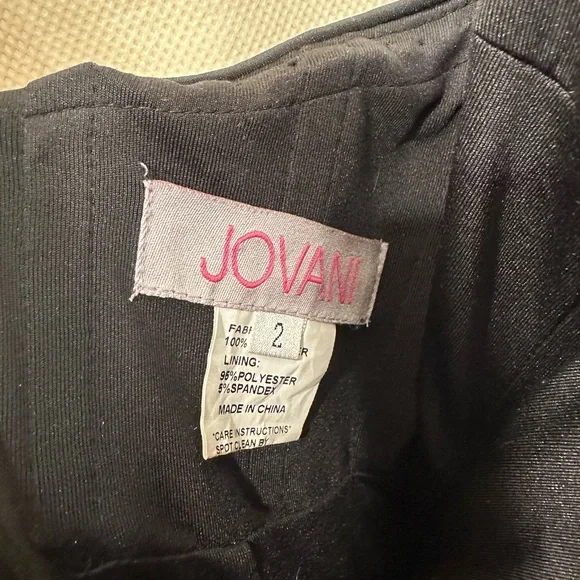 JOVANI
2
100%
LINING:
95%POLYESTER
5%SPANDEX
MADE IN CHINA
*CARE INSTRUCTIONS*
SPOT CLEAN BY